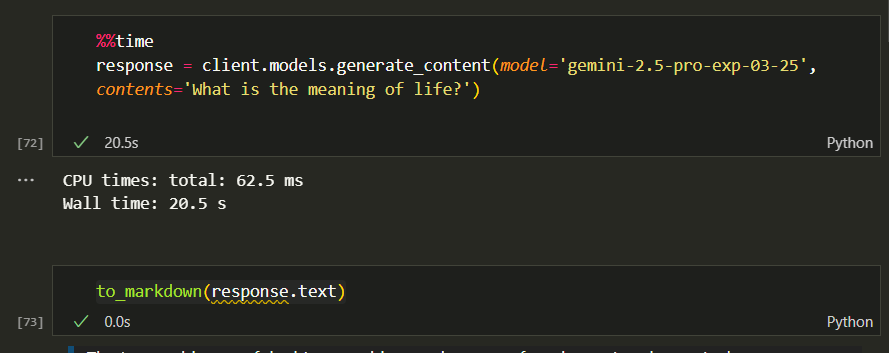 %%time
response = client.models.generate_content(model='gemini-2.5-pro-exp-03-25',
contents='What is the meaning of life?')
[72]
20.5s
Python
CPU times: total: 62.5 ms
Wall time: 20.5 s
to_markdown(response.text)
[73]
0.0s
Python